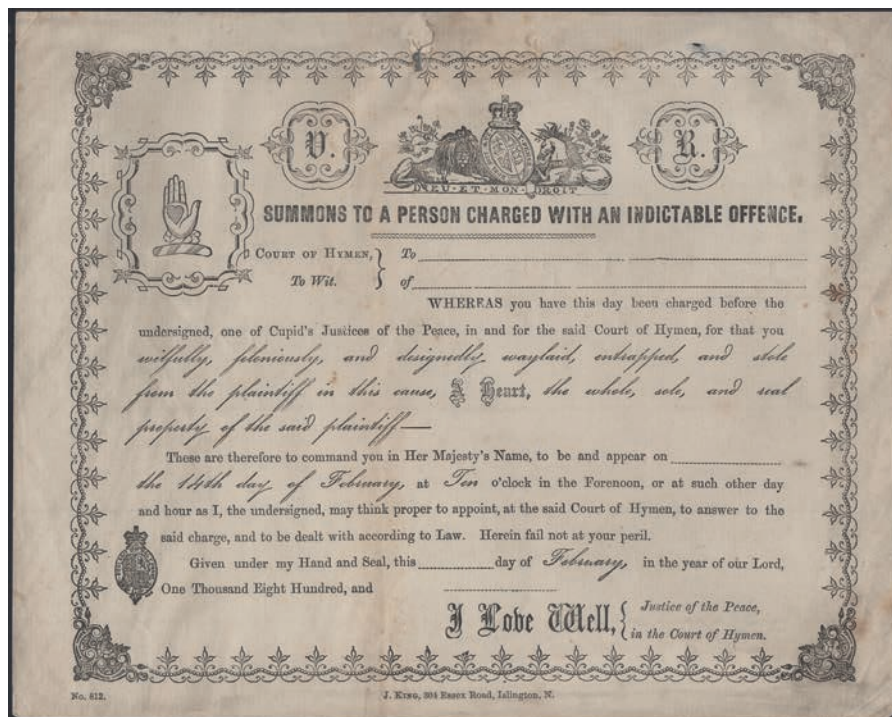 V. R.
DIEU·ET·MON·DROIT
SUMMONS TO A PERSON CHARGED WITH AN INDICTABLE OFFENCE.
Court of Hymen, To
To Wit. of
WHEREAS you have this day been charged before the
undersigned, one of Cupid's Justices of the Peace, in and for the said Court of Hymen, for that you
wilfully, feloniously, and designedly waylaid, entrapped, and stole
from the plaintiff in this cause, A Heart, the whole, sole, and real
property of the said plaintiff—
These are therefore to command you in Her Majesty's Name, to be and appear on
the 14th day of February, at Ten o'clock in the Forenoon, or at such other day
and hour as I, the undersigned, may think proper to appoint, at the said Court of Hymen, to answer to the
said charge, and to be dealt with according to Law. Herein fail not at your peril.
Given under my Hand and Seal, this day of February, in the year of our Lord,
One Thousand Eight Hundred, and
I Love Well, Justice of the Peace,
in the Court of Hymen.
No. 812. J. King, 304 Essex Road, Islington, N.